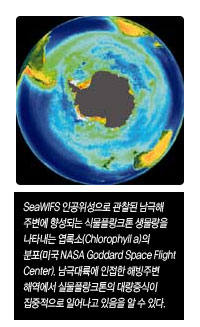 SeaWIFS 인공위성으로 관찰된 남극해
주변에 형성되는 식물플랑크톤 생물량을
나타내는 엽록소(Chlorophyll a)의
분포(미국 NASA Goddard Space Flight
Center). 남극대륙에 인접한 해빙주변
해역에서 실물플랑크톤의 대량증식이
집중적으로 일어나고 있음을 알 수 있다.